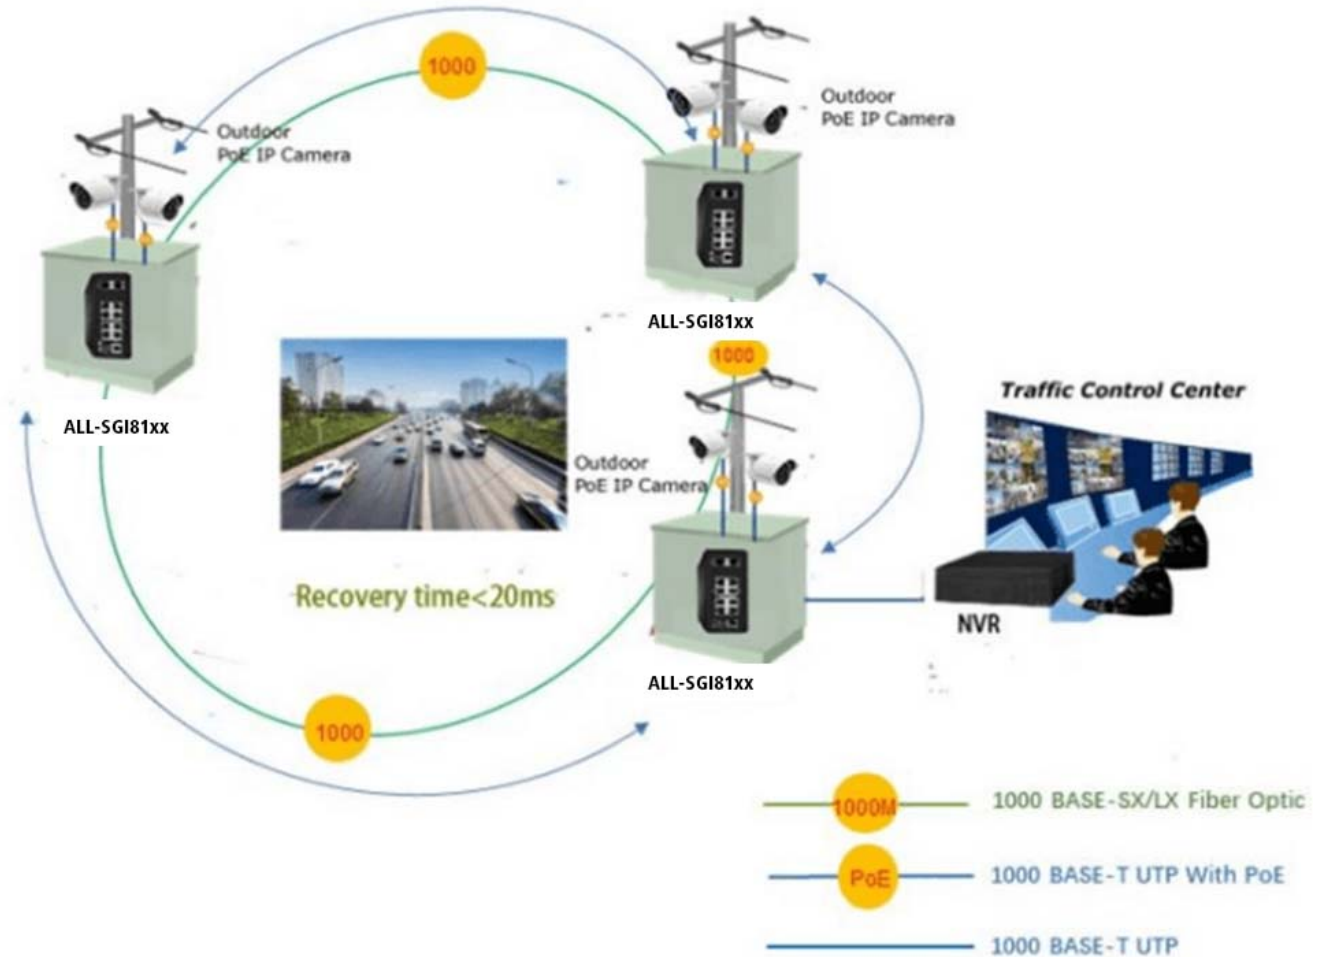 1000
Outdoor
PoE IP Camera
Outdoor
PoE IP Camera
ALL-SGI81xx
1000
Traffic Control Center
ALL-SGI81xx
Outdoor
PoE IP Camera
Recovery time<20ms
NVR
ALL-SGI81xx
1000
1000M
1000 BASE-SX/LX Fiber Optic
PoE
1000 BASE-T UTP With PoE
1000 BASE-T UTP